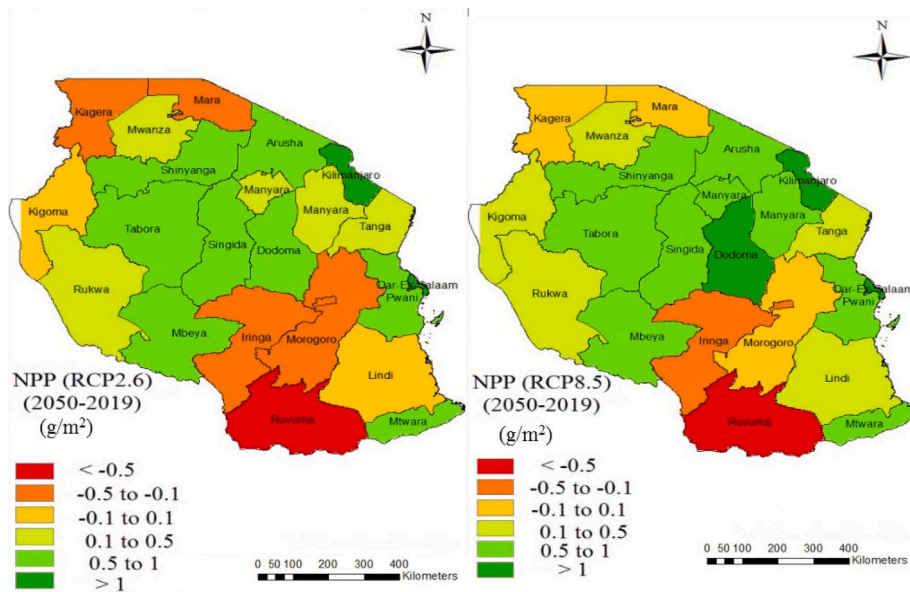 N
Kagera
Mara
Mwanza
Arusha
Shinyanga
Kilimanjaro
Kigoma
Manyara
Manyara
Tabora
Tanga
Singida
Dodoma
Rukwa
Dar-Es-Salaam
Pwani
Mbeya
Iringa
Morogoro
Lindi
Ruvuma
Mtwara
NPP (RCP2.6)
(2050-2019)
(g/m²)
< -0.5
-0.5 to -0.1
-0.1 to 0.1
0.1 to 0.5
0.5 to 1
> 1
0 50 100 200 300 400
Kilometers
N
Kagera
Mara
Mwanza
Arusha
Shinyanga
Kilimanjaro
Kigoma
Manyara
Manyara
Tabora
Tanga
Singida
Dodoma
Rukwa
Dar-Es-Salaam
Pwani
Mbeya
Iringa
Morogoro
Lindi
Ruvuma
Mtwara
NPP (RCP8.5)
(2050-2019)
(g/m²)
< -0.5
-0.5 to -0.1
-0.1 to 0.1
0.1 to 0.5
0.5 to 1
> 1
0 50 100 200 300 400
Kilometers